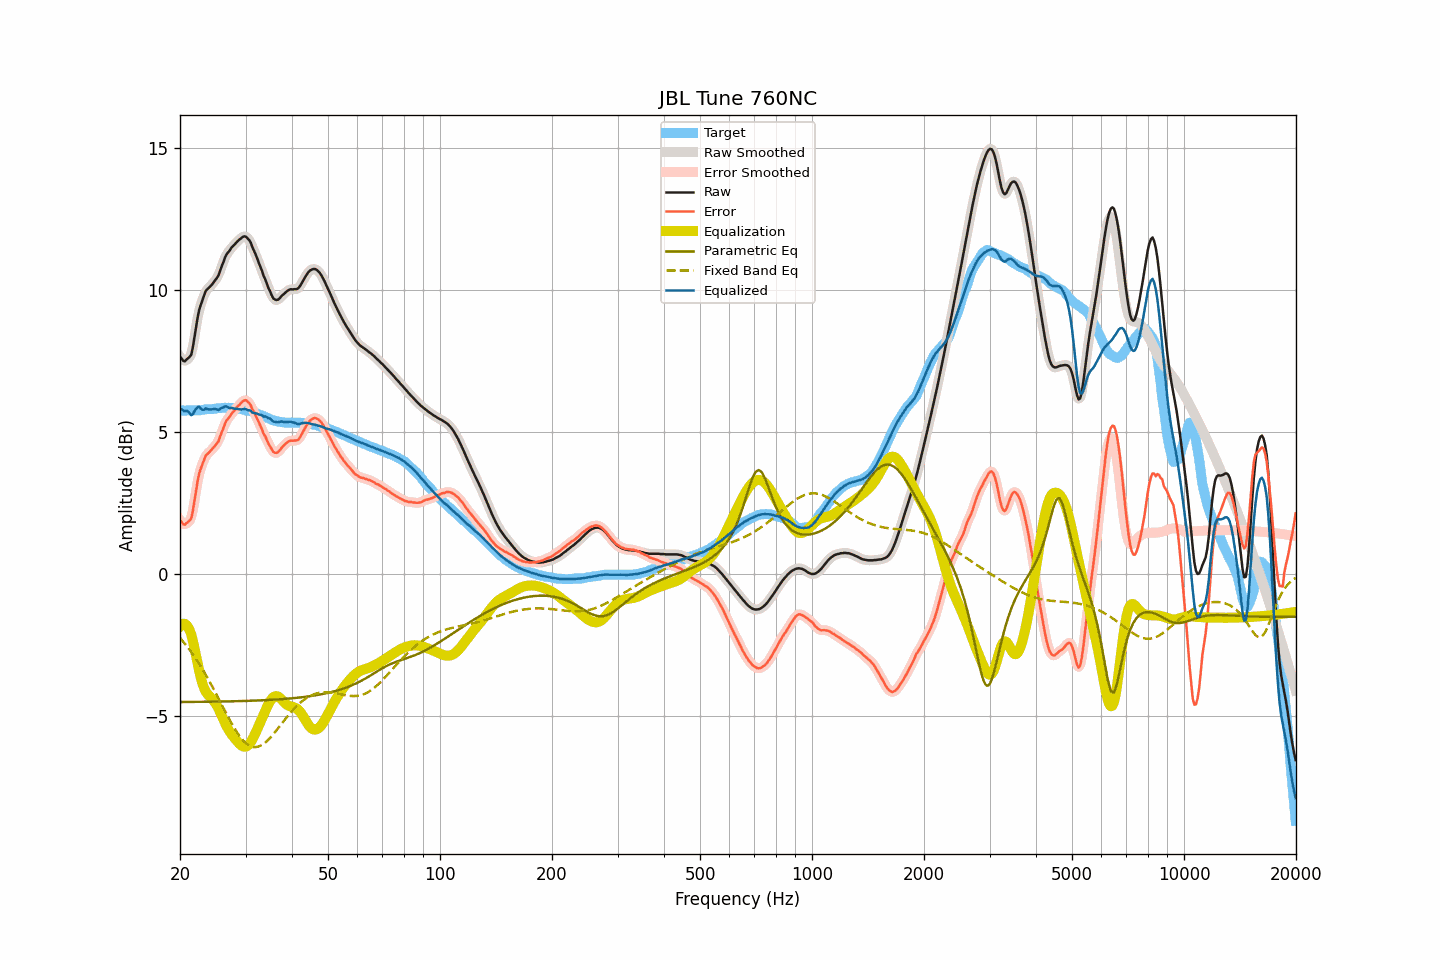 JBL Tune 760NC
Target
Raw Smoothed
Error Smoothed
Raw
Error
Equalization
Parametric Eq
Fixed Band Eq
Equalized
Amplitude (dBr)
15
10
5
0
−5
20 50 100 200 500 1000 2000 5000 10000 20000
Frequency (Hz)